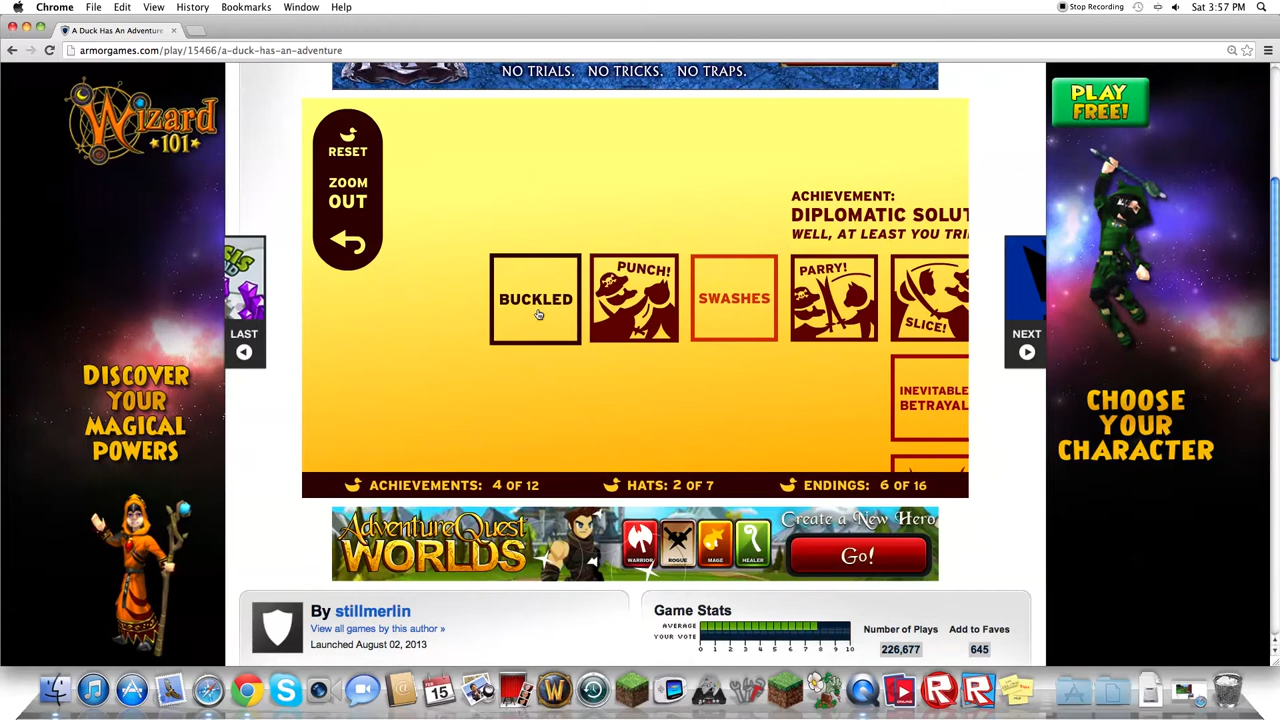 Chrome File Edit View History Bookmarks Window Help
Stop Recording Sat 3:57 PM
A Duck Has An Adventure
armorgames.com/play/15466/a-duck-has-an-adventure
NO TRIALS. NO TRICKS. NO TRAPS.
Wizard
101
PLAY
FREE!
RESET
ZOOM
OUT
ACHIEVEMENT:
DIPLOMATIC SOLUT
WELL, AT LEAST YOU TRI
BUCKLED
PUNCH!
SWASHES
PARRY!
SLICE!
INEVITABLE
BETRAYAL
LAST
NEXT
DISCOVER
YOUR
MAGICAL
POWERS
CHOOSE
YOUR
CHARACTER
ACHIEVEMENTS: 4 OF 12 HATS: 2 OF 7 ENDINGS: 6 OF 16
AdventureQuest
WORLDS
WARRIOR ROGUE MAGE HEALER
Create a New Hero
Go!
By stillmerlin
View all games by this author »
Launched August 02, 2013
Game Stats
AVERAGE
YOUR VOTE
0 1 2 3 4 5 6 7 8 9 10
Number of Plays
226,677
Add to Faves
645
FEB
15